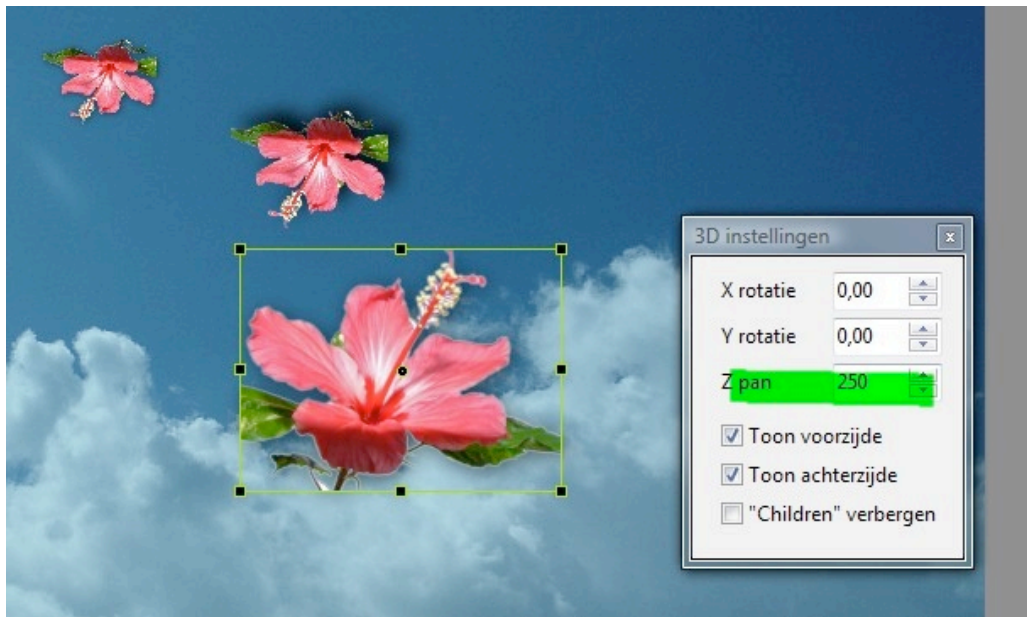 3D instellingen
X rotatie 0,00
Y rotatie 0,00
Z pan 250
Toon voorzijde
Toon achterzijde
"Children" verbergen